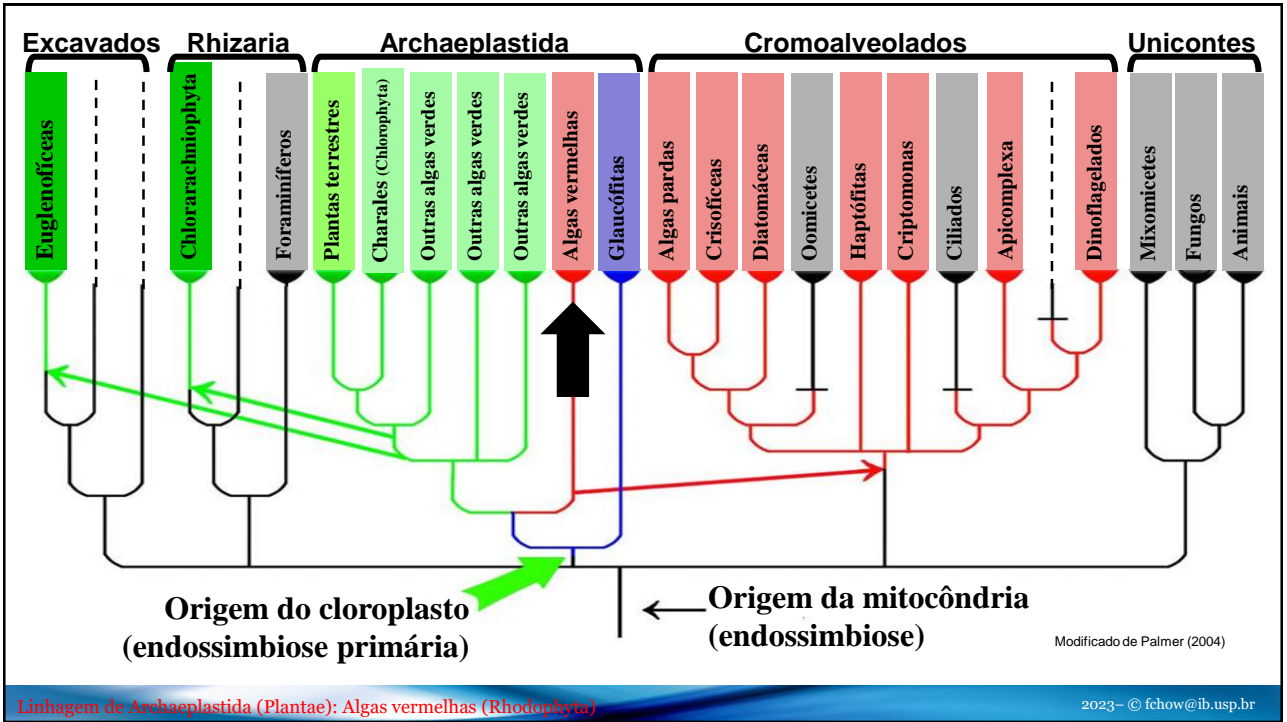 Excavados Rhizaria Archaeplastida Cromoalveolados Unicontes
Euglenofíceas
Chlorarachniophyta
Foraminíferos
Plantas terrestres
Charales (Chlorophyta)
Outras algas verdes
Outras algas verdes
Outras algas verdes
Algas vermelhas
Glaucófitas
Algas pardas
Crisofíceas
Diatomáceas
Oomicetes
Haptófitas
Criptomonas
Ciliados
Apicomplexa
Dinoflagelados
Mixomicetes
Fungos
Animais
Origem do cloroplasto
(endossimbiose primária)
Origem da mitocôndria
(endossimbiose)
Modificado de Palmer (2004)
Linhagem de Archaeplastida (Plantae): Algas vermelhas (Rhodophyta)
2023– © fchow@ib.usp.br